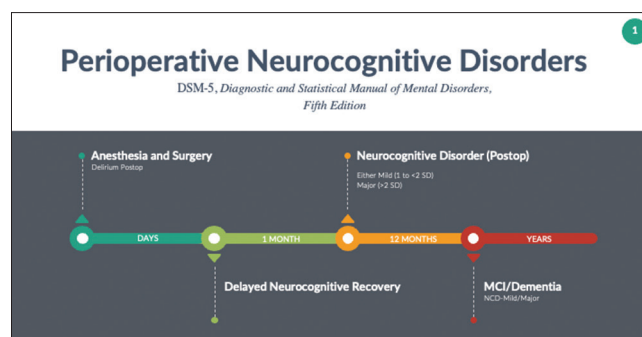 1
Perioperative Neurocognitive Disorders
DSM-5, Diagnostic and Statistical Manual of Mental Disorders,
Fifth Edition
Anesthesia and Surgery
Delirium Postop
Neurocognitive Disorder (Postop)
Either Mild (1 to <2 SD)
Major (>2 SD)
DAYS
1 MONTH
12 MONTHS
YEARS
Delayed Neurocognitive Recovery
MCI/Dementia
NCD-Mild/Major